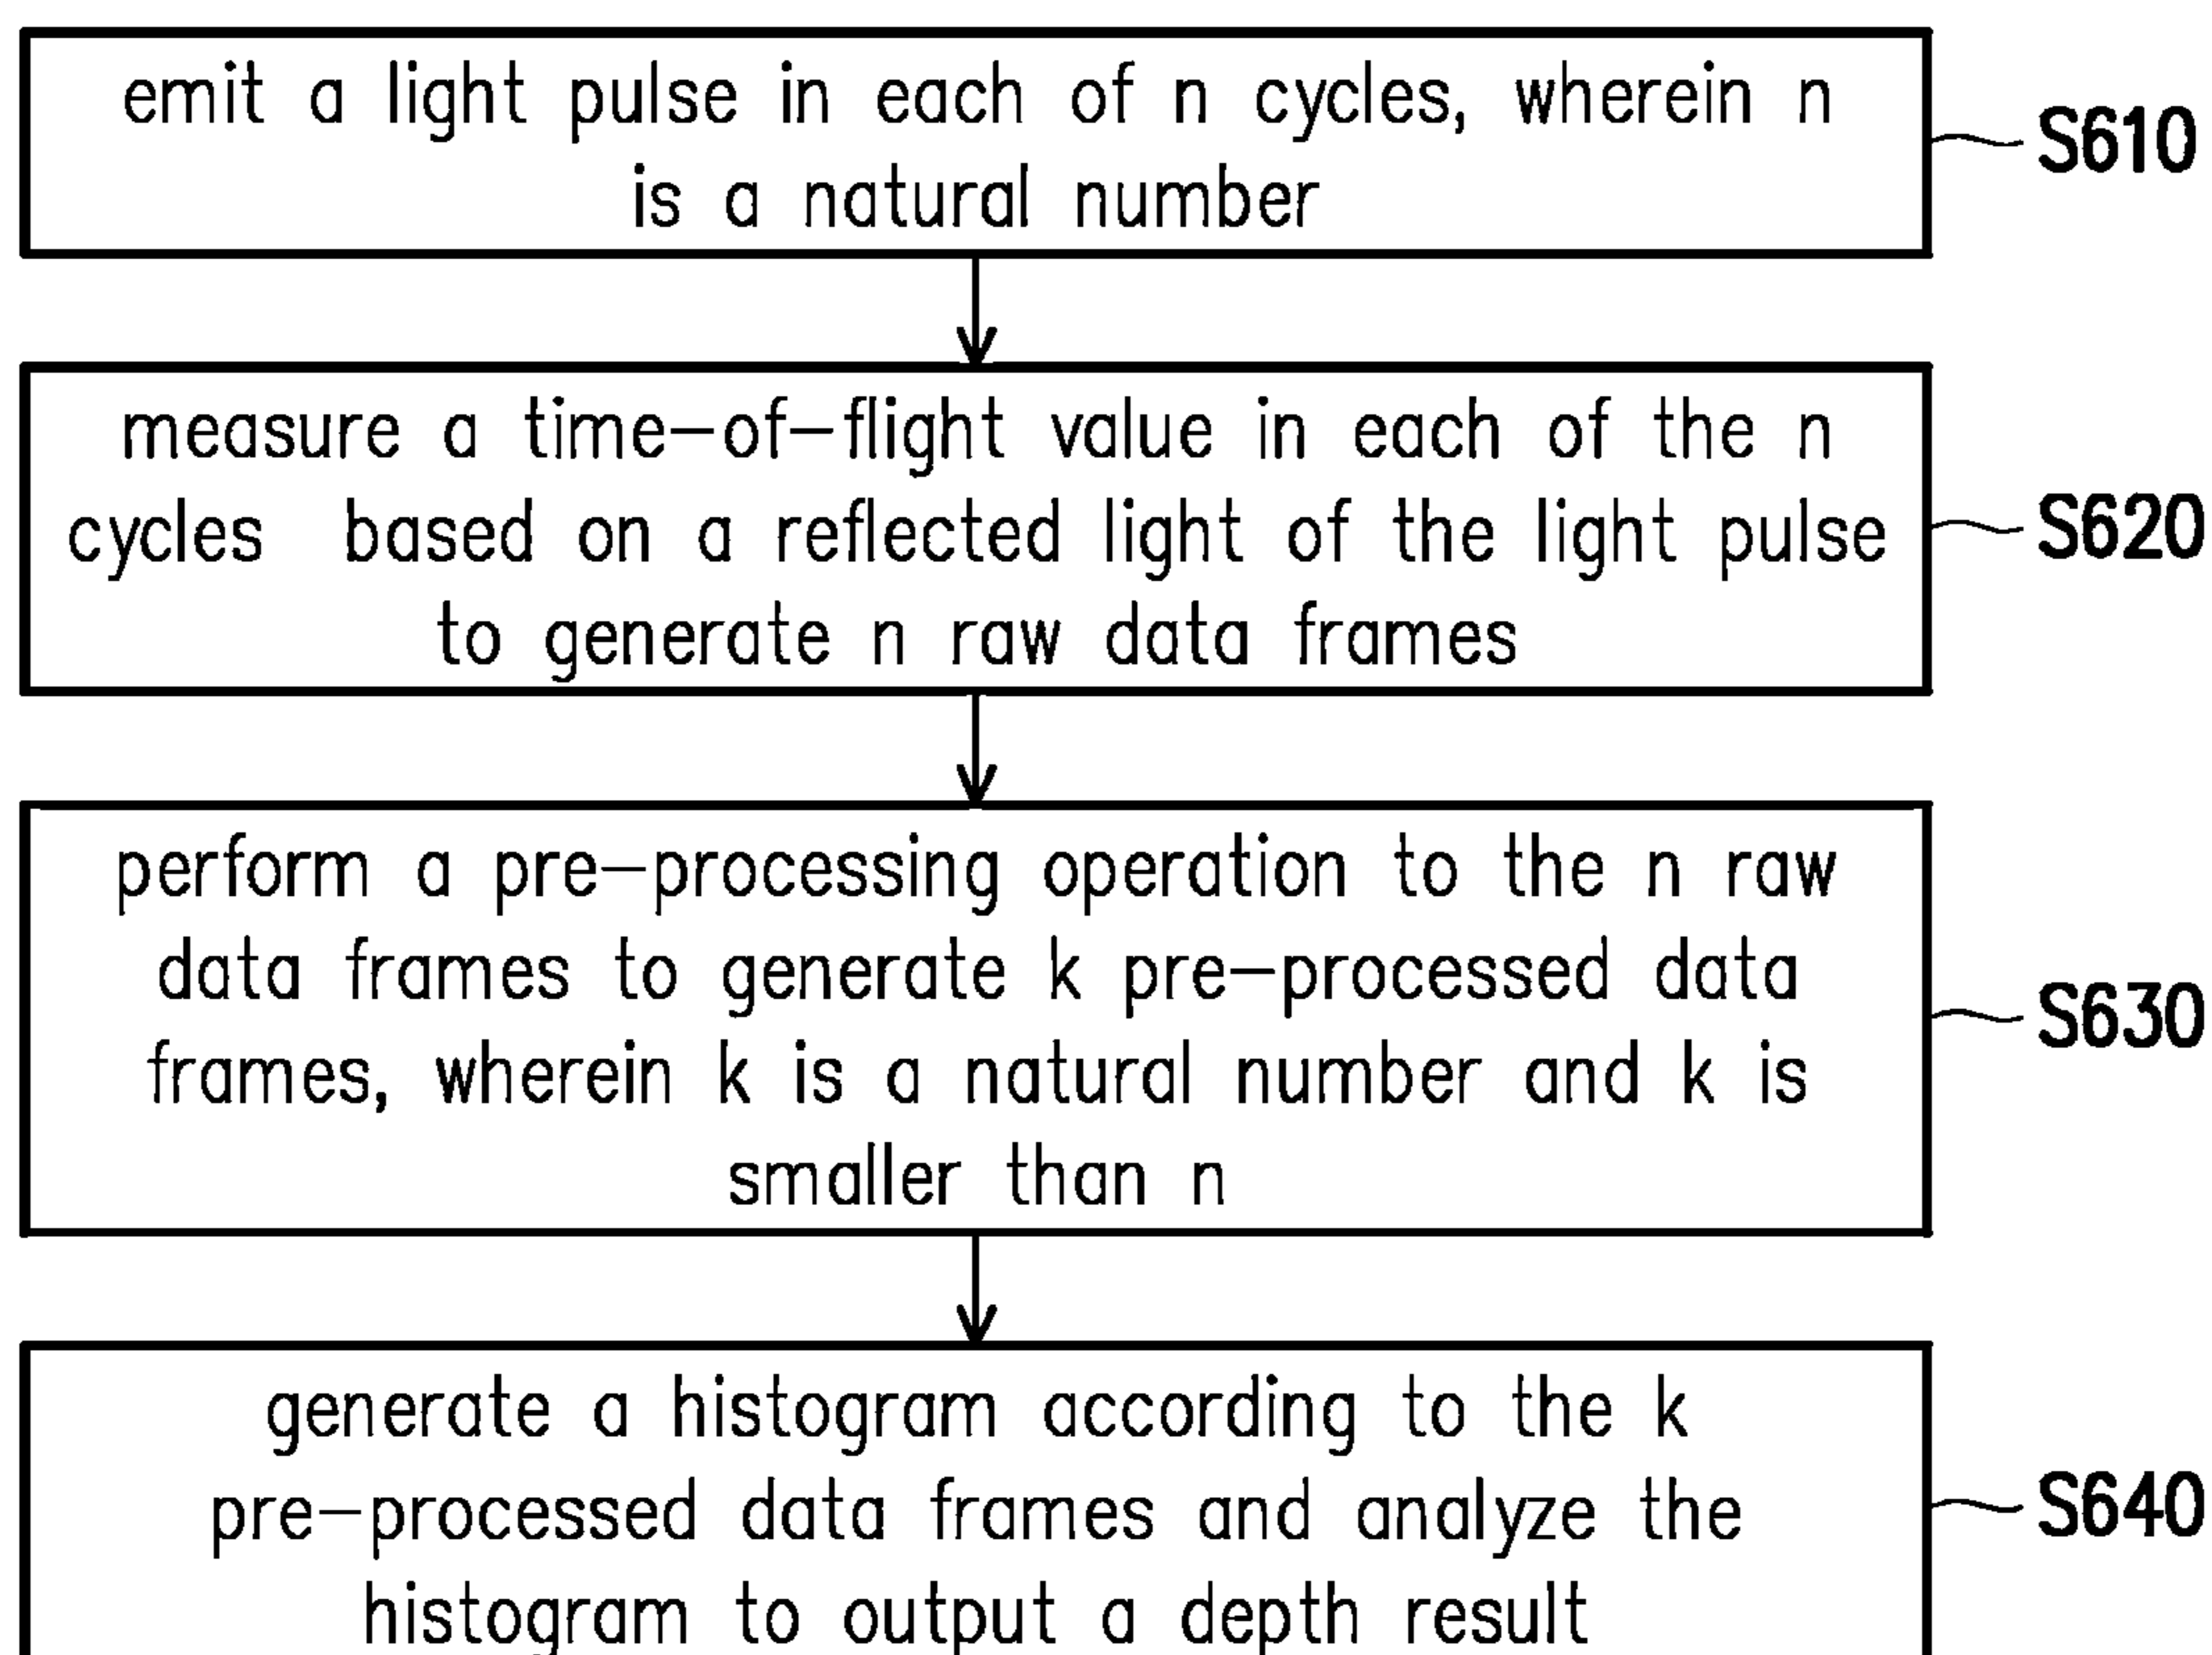 emit a light pulse in each of n cycles, wherein n
is a natural number
S610
measure a time-of-flight value in each of the n
cycles based on a reflected light of the light pulse
to generate n raw data frames
S620
perform a pre-processing operation to the n raw
data frames to generate k pre-processed data
frames, wherein k is a natural number and k is
smaller than n
S630
generate a histogram according to the k
pre-processed data frames and analyze the
histogram to output a depth result
S640